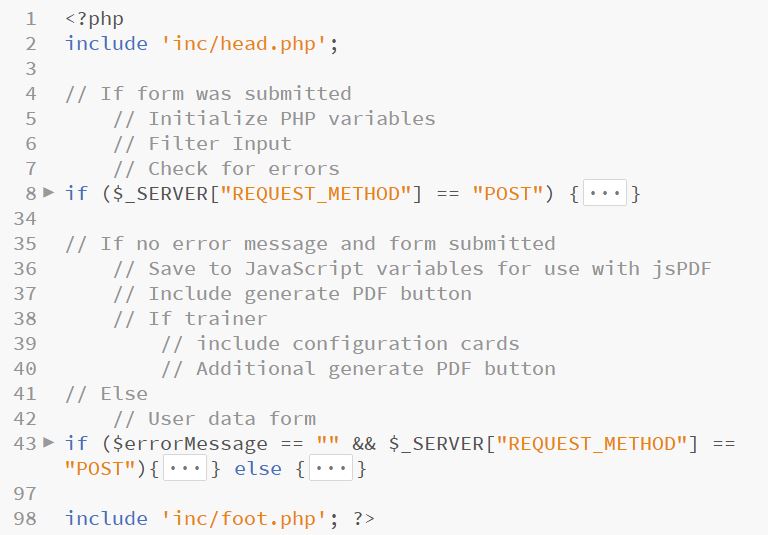 1 <?php
2 include 'inc/head.php';
3
4 // If form was submitted
5     // Initialize PHP variables
6     // Filter Input
7     // Check for errors
8 ▶ if ($_SERVER["REQUEST_METHOD"] == "POST") {···}
34
35 // If no error message and form submitted
36     // Save to JavaScript variables for use with jsPDF
37     // Include generate PDF button
38     // If trainer
39         // include configuration cards
40         // Additional generate PDF button
41 // Else
42     // User data form
43 ▶ if ($errorMessage == "" && $_SERVER["REQUEST_METHOD"] ==
"POST"){···} else {···}
97
98 include 'inc/foot.php'; ?>